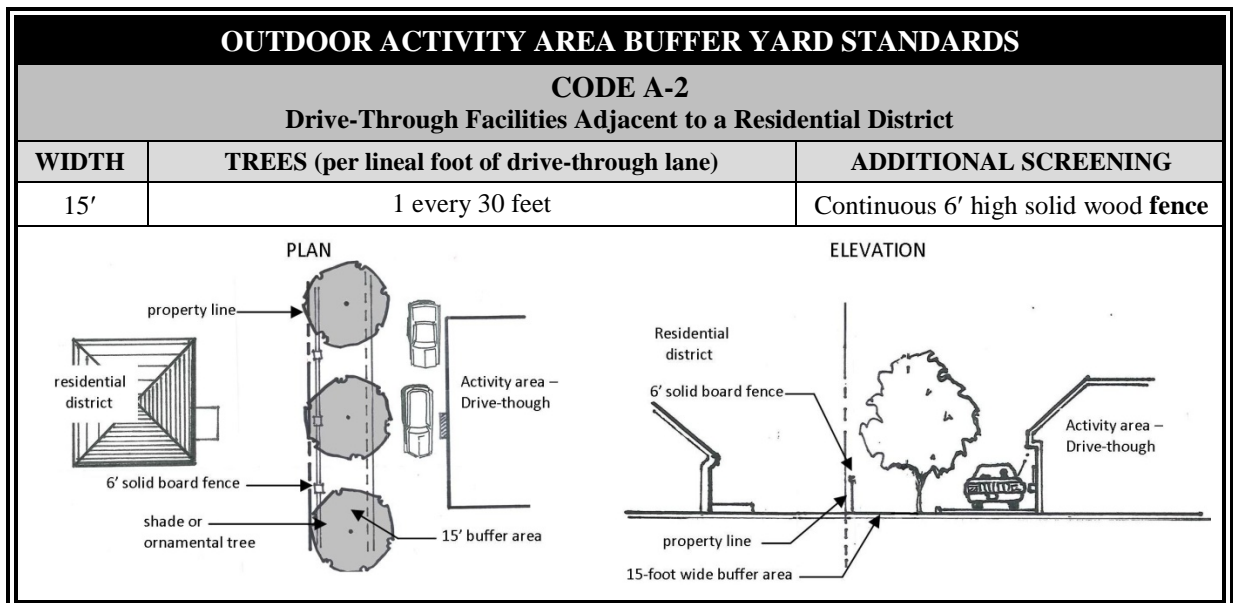 OUTDOOR ACTIVITY AREA BUFFER YARD STANDARDS
CODE A-2
Drive-Through Facilities Adjacent to a Residential District
WIDTH
TREES (per lineal foot of drive-through lane)
ADDITIONAL SCREENING
15′
1 every 30 feet
Continuous 6′ high solid wood fence
PLAN
property line
residential
district
Activity area –
Drive-though
6′ solid board fence
shade or
ornamental tree
15′ buffer area
ELEVATION
Residential
district
6′ solid board fence
Activity area –
Drive-though
property line
15-foot wide buffer area